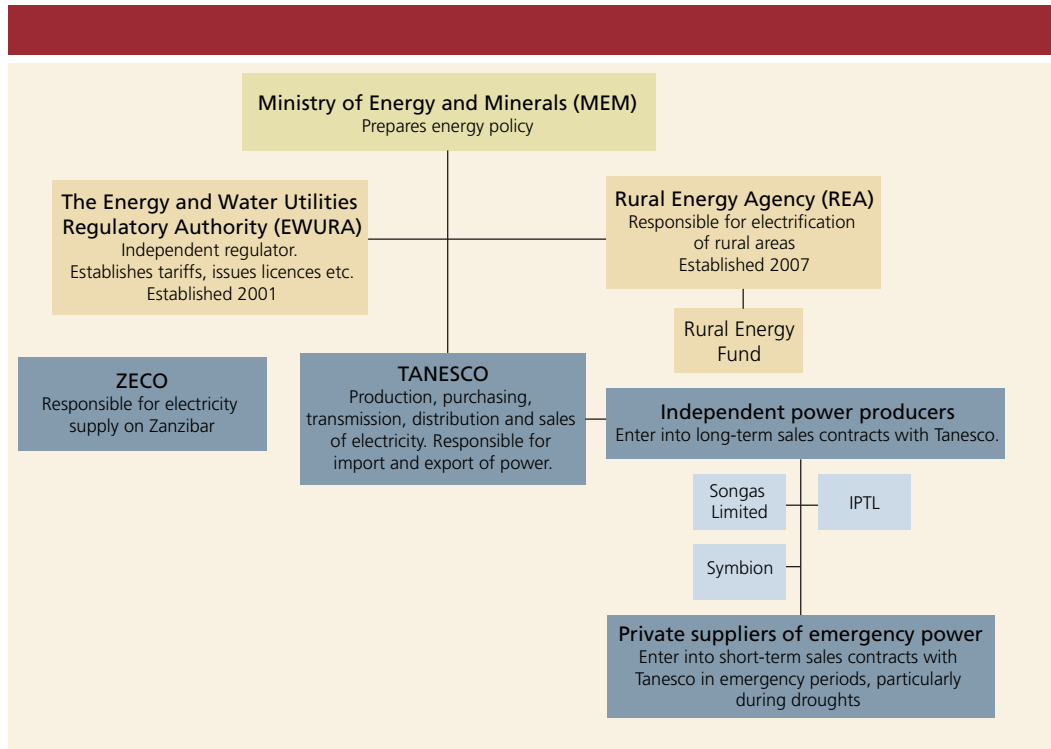 Ministry of Energy and Minerals (MEM)
Prepares energy policy
The Energy and Water Utilities
Regulatory Authority (EWURA)
Independent regulator.
Establishes tariffs, issues licences etc.
Established 2001
Rural Energy Agency (REA)
Responsible for electrification
of rural areas
Established 2007
Rural Energy
Fund
ZECO
Responsible for electricity
supply on Zanzibar
TANESCO
Production, purchasing,
transmission, distribution and sales
of electricity. Responsible for
import and export of power.
Independent power producers
Enter into long-term sales contracts with Tanesco.
Songas
Limited
IPTL
Symbion
Private suppliers of emergency power
Enter into short-term sales contracts with
Tanesco in emergency periods, particularly
during droughts